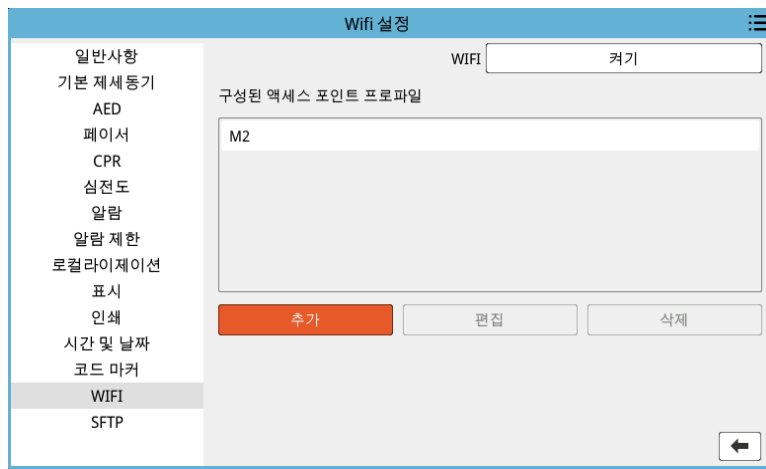 Wifi 설정
일반사항
기본 제세동기
AED
페이서
CPR
심전도
알람
알람 제한
로컬라이제이션
표시
인쇄
시간 및 날짜
코드 마커
WIFI
SFTP
WIFI 켜기
구성된 액세스 포인트 프로파일
M2
추가 편집 삭제